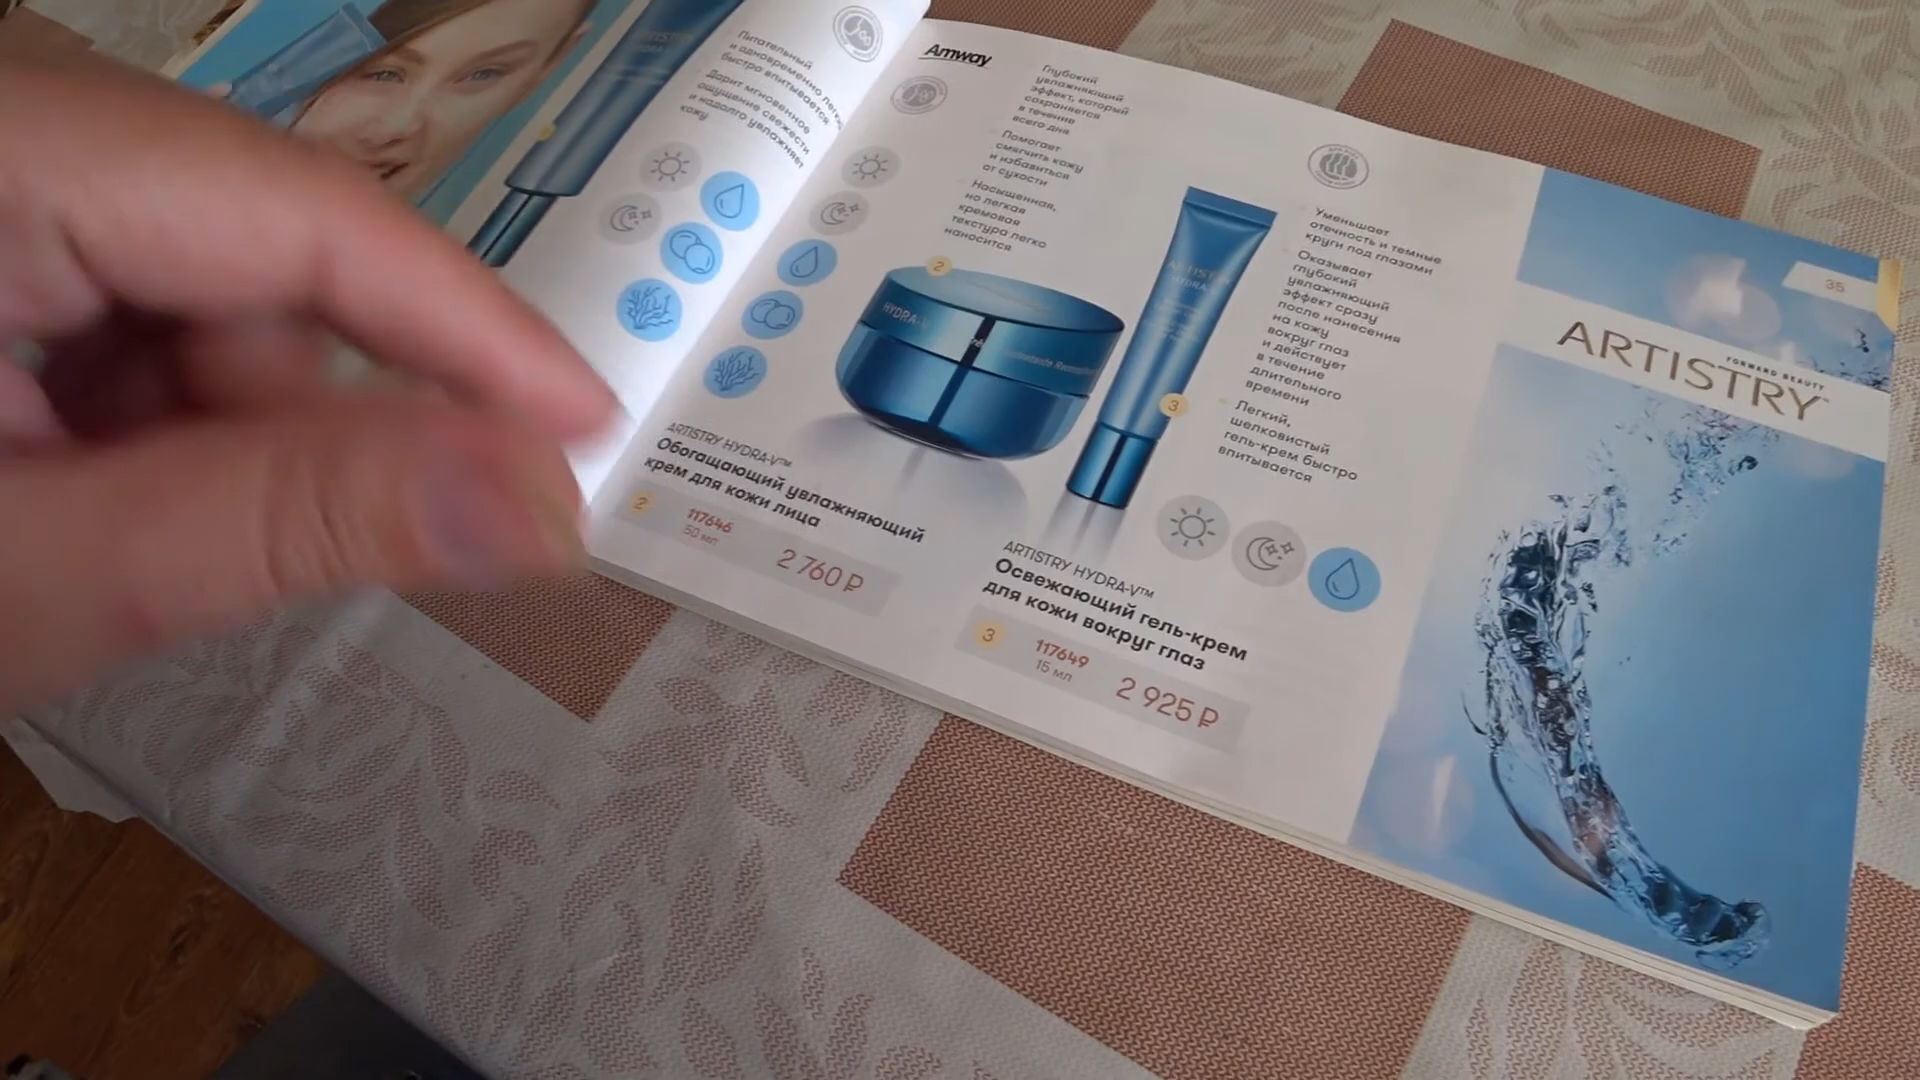 Питательный
и одновременно легкий,
быстро впитывается
Дарит мгновенное
ощущение свежести
и надолго увлажняет
кожу
Amway
Глубокий
увлажняющий
эффект, который
сохраняется
в течение
всего дня
Помогает
смягчить кожу
и избавиться
от сухости
Насыщенная,
но легкая
кремовая
текстура легко
наносится
2
HYDRA-V
ARTISTRY
HYDRA-V
3
Уменьшает
отечность и темные
круги под глазами
Оказывает
глубокий
увлажняющий
эффект сразу
после нанесения
на кожу
вокруг глаз
и действует
в течение
длительного
времени
Легкий,
шелковистый
гель-крем быстро
впитывается
ARTISTRY HYDRA-V™
Обогащающий увлажняющий
крем для кожи лица
2
117646
50 мл
2 760 ₽
ARTISTRY HYDRA-V™
Освежающий гель-крем
для кожи вокруг глаз
3
117649
15 мл
2 925 ₽
35
FORWARD BEAUTY
ARTISTRY™